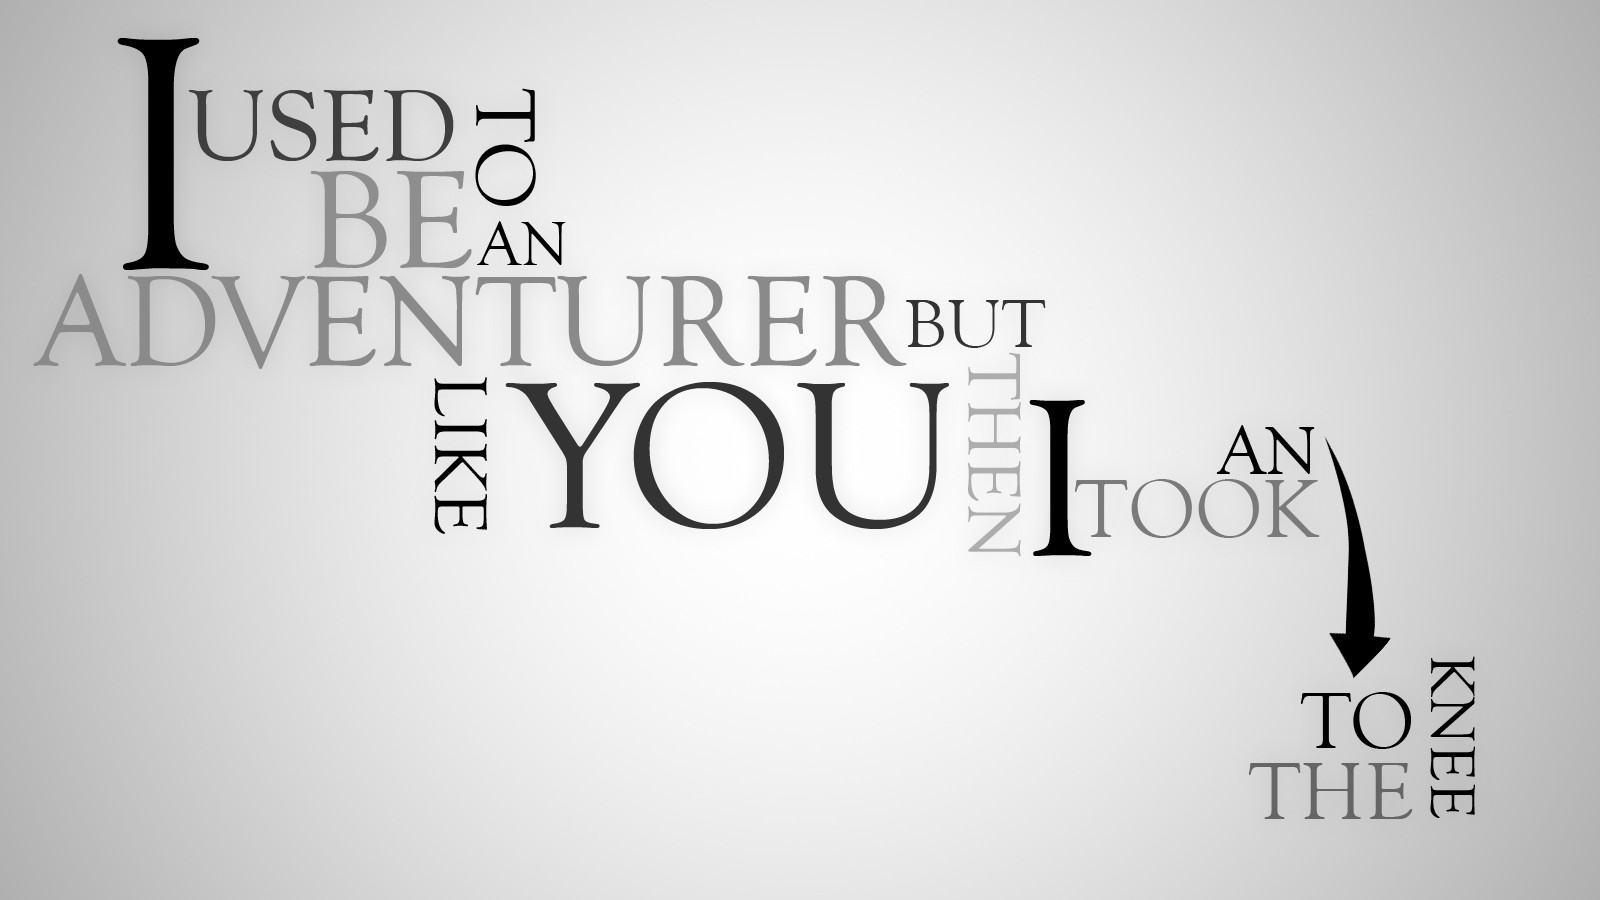 I USED TO
BE AN
ADVENTURER
LIKE YOU
BUT
THEN I TOOK
AN
TO
THE
KNEE